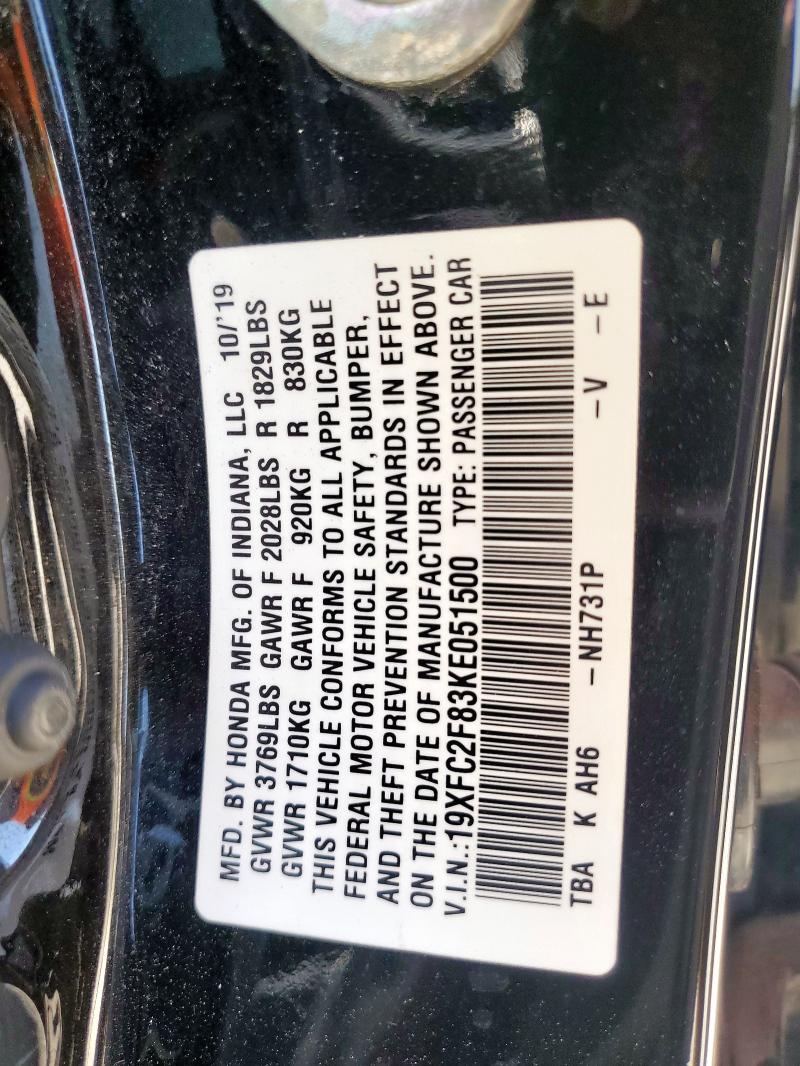 MFD. BY HONDA MFG. OF INDIANA, LLC 10/'19
GVWR 3769LBS GAWR F 2028LBS R 1829LBS
GVWR 1710KG GAWR F 920KG R 830KG
THIS VEHICLE CONFORMS TO ALL APPLICABLE
FEDERAL MOTOR VEHICLE SAFETY, BUMPER,
AND THEFT PREVENTION STANDARDS IN EFFECT
ON THE DATE OF MANUFACTURE SHOWN ABOVE.
V.I.N.:19XFC2F83KE051500 TYPE: PASSENGER CAR
TBA K AH6 -NH731P -V -E